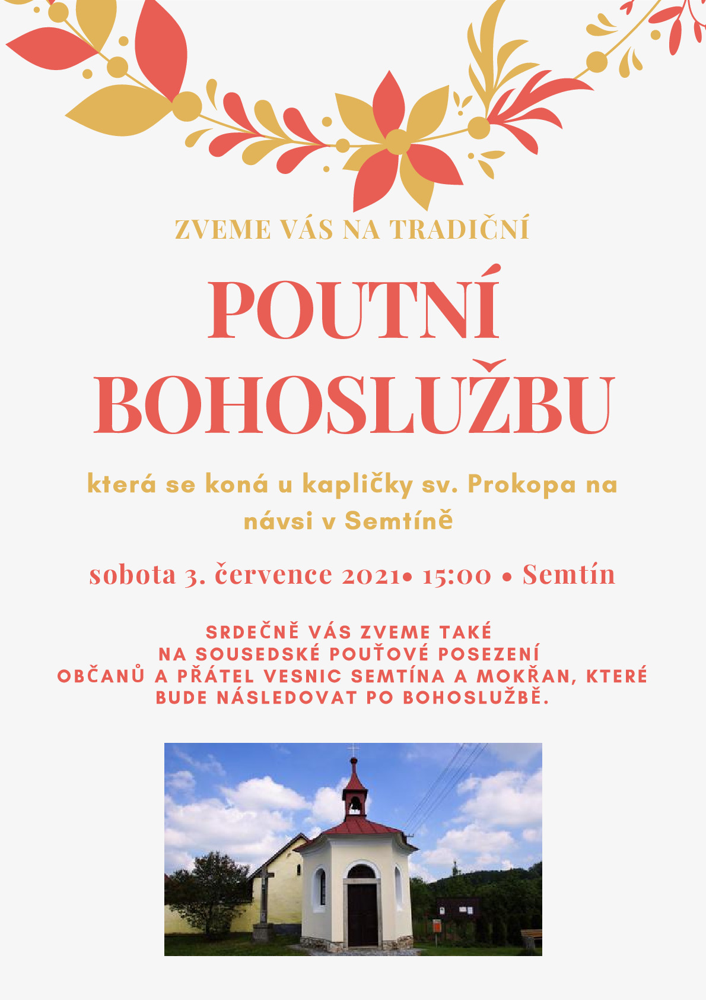 ZVEME VÁS NA TRADIČNÍ
POUTNÍ
BOHOSLUŽBU
která se koná u kapličky sv. Prokopa na
návsi v Semtíně
sobota 3. července 2021• 15:00 • Semtín
SRDEČNĚ VÁS ZVEME TAKÉ
NA SOUSEDSKÉ POUŤOVÉ POSEZENÍ
OBČANŮ A PŘÁTEL VESNIC SEMTÍNA A MOKŘAN, KTERÉ
BUDE NÁSLEDOVAT PO BOHOSLUŽBĚ.